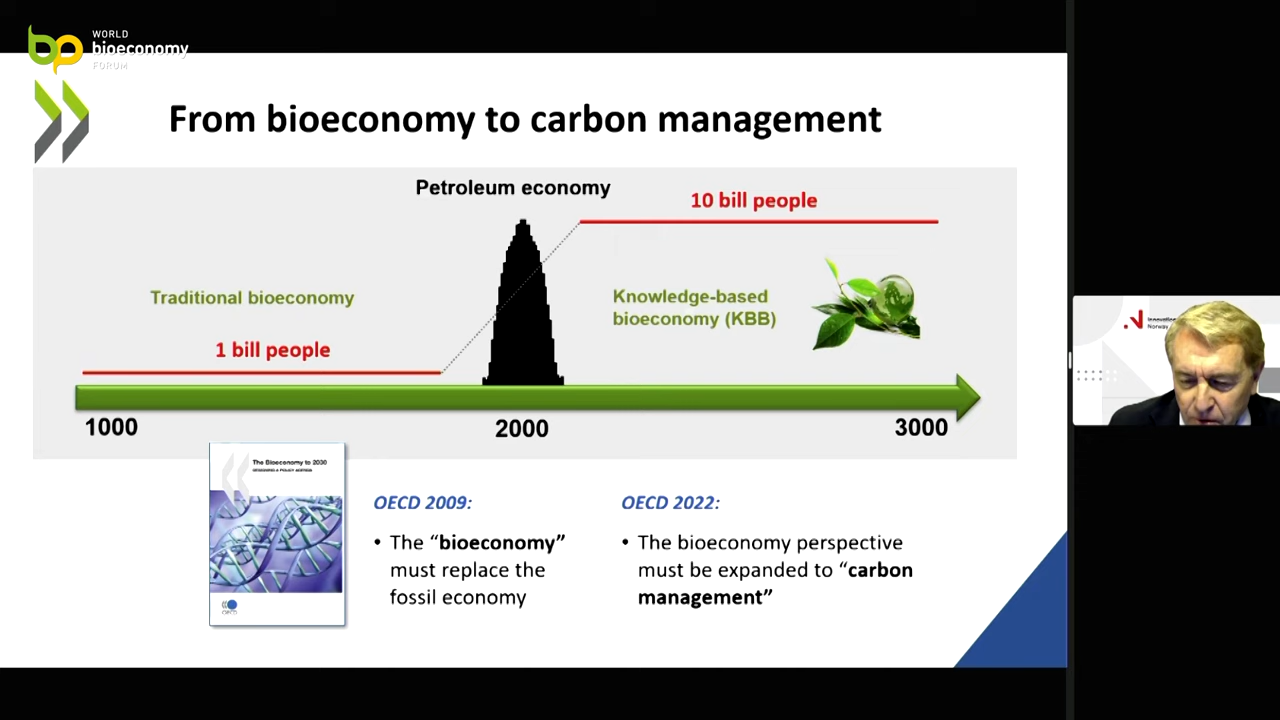 WORLD
bioeconomy
FORUM
From bioeconomy to carbon management
Petroleum economy
10 bill people
Traditional bioeconomy
Knowledge-based
bioeconomy (KBB)
1 bill people
1000
2000
3000
The Bioeconomy to 2030
DESIGNING A POLICY AGENDA
OECD
OECD 2009:
• The “bioeconomy”
must replace the
fossil economy
OECD 2022:
• The bioeconomy perspective
must be expanded to “carbon
management”
Norway